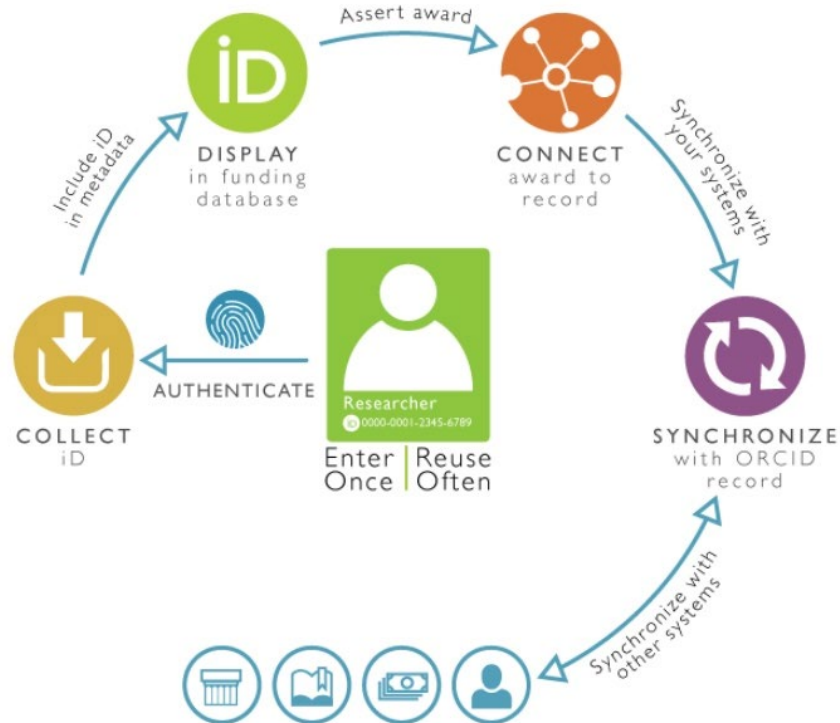 Assert award
iD
DISPLAY
in funding
database
CONNECT
award to
record
Include iD
in metadata
Synchronize with
your systems
AUTHENTICATE
COLLECT
iD
Researcher
iD 0000-0001-2345-6789
Enter Once
Reuse Often
SYNCHRONIZE
with ORCID
record
Synchronize with
other systems